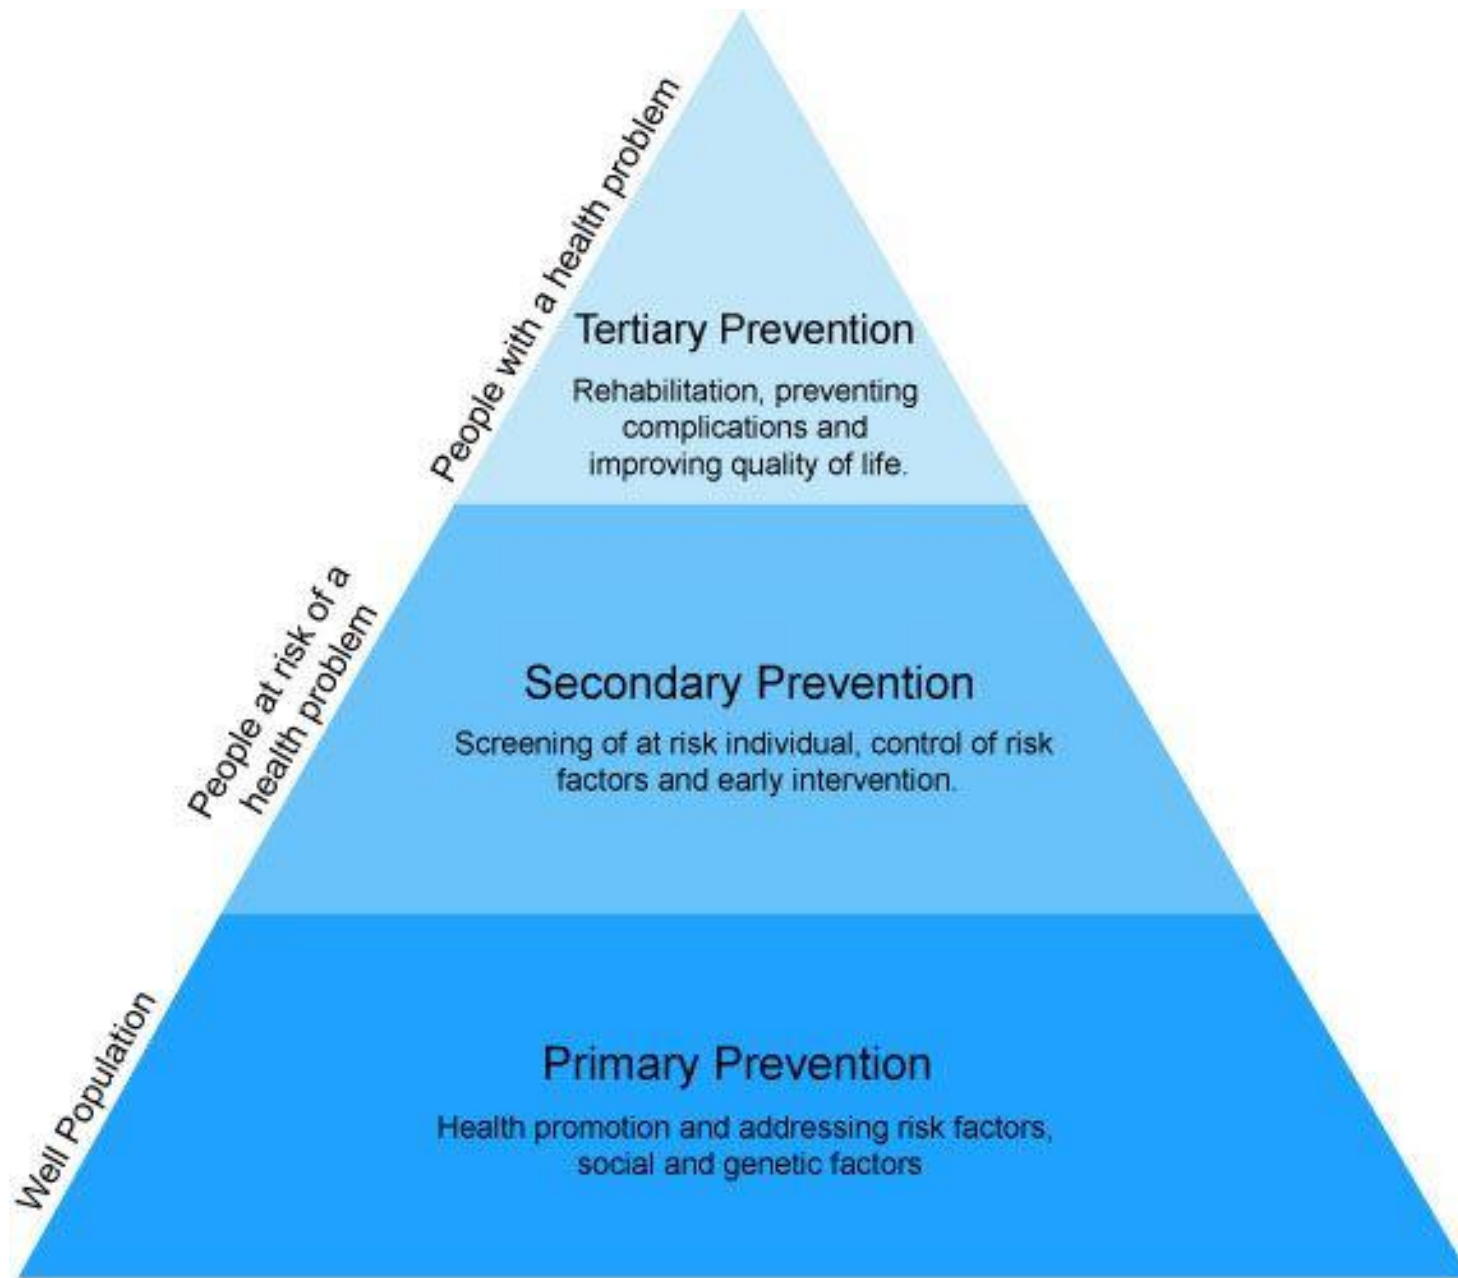 People with a health problem
Tertiary Prevention
Rehabilitation, preventing
complications and
improving quality of life.
People at risk of a
health problem
Secondary Prevention
Screening of at risk individual, control of risk
factors and early intervention.
Well Population
Primary Prevention
Health promotion and addressing risk factors,
social and genetic factors